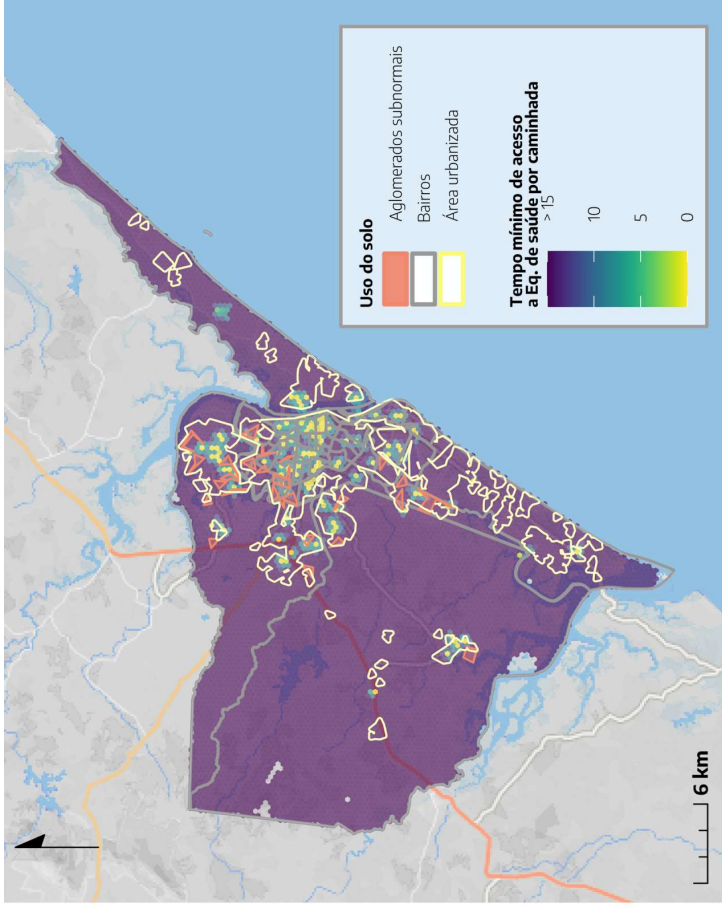 Uso do solo
Aglomerados subnormais
Bairros
Área urbanizada
Tempo mínimo de acesso
a Eq. de saúde por caminhada
> 15
10
5
0
6 km